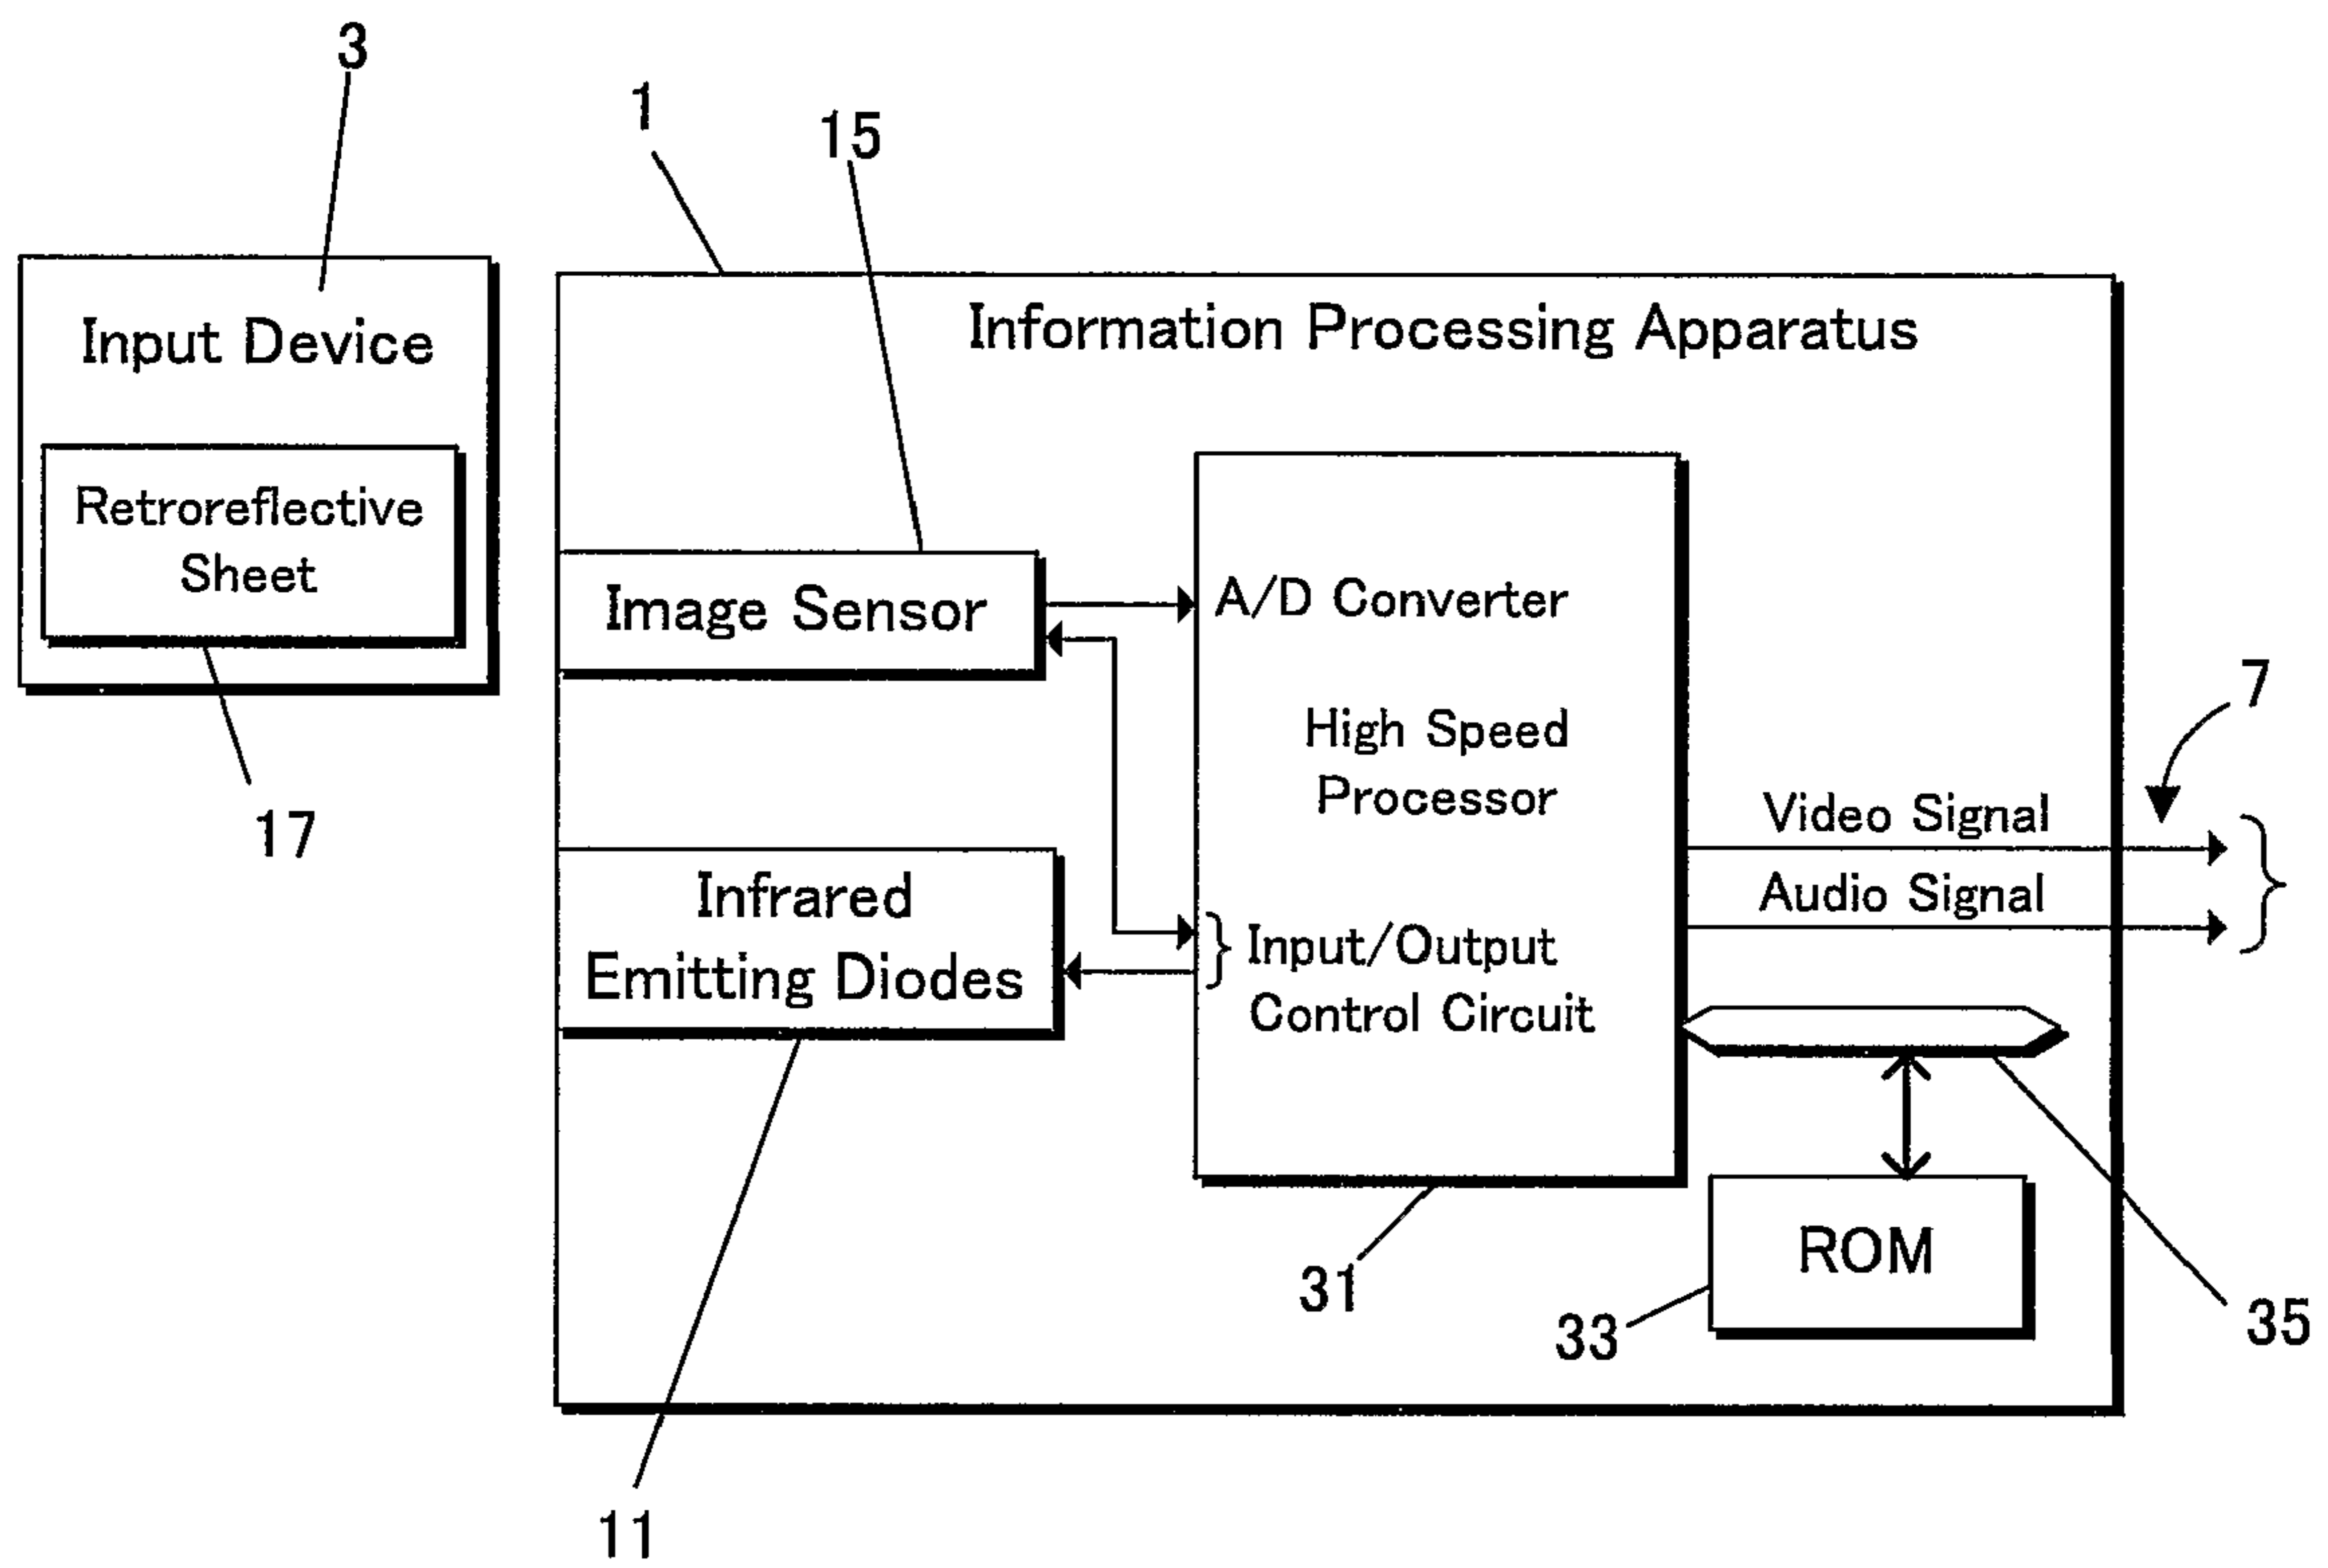 3
1
15
Input Device
Information Processing Apparatus
Retroreflective
Sheet
Image Sensor
A/D Converter
High Speed
Processor
7
17
Video Signal
Infrared
Emitting Diodes
Audio Signal
Input/Output
Control Circuit
ROM
31
33
35
11